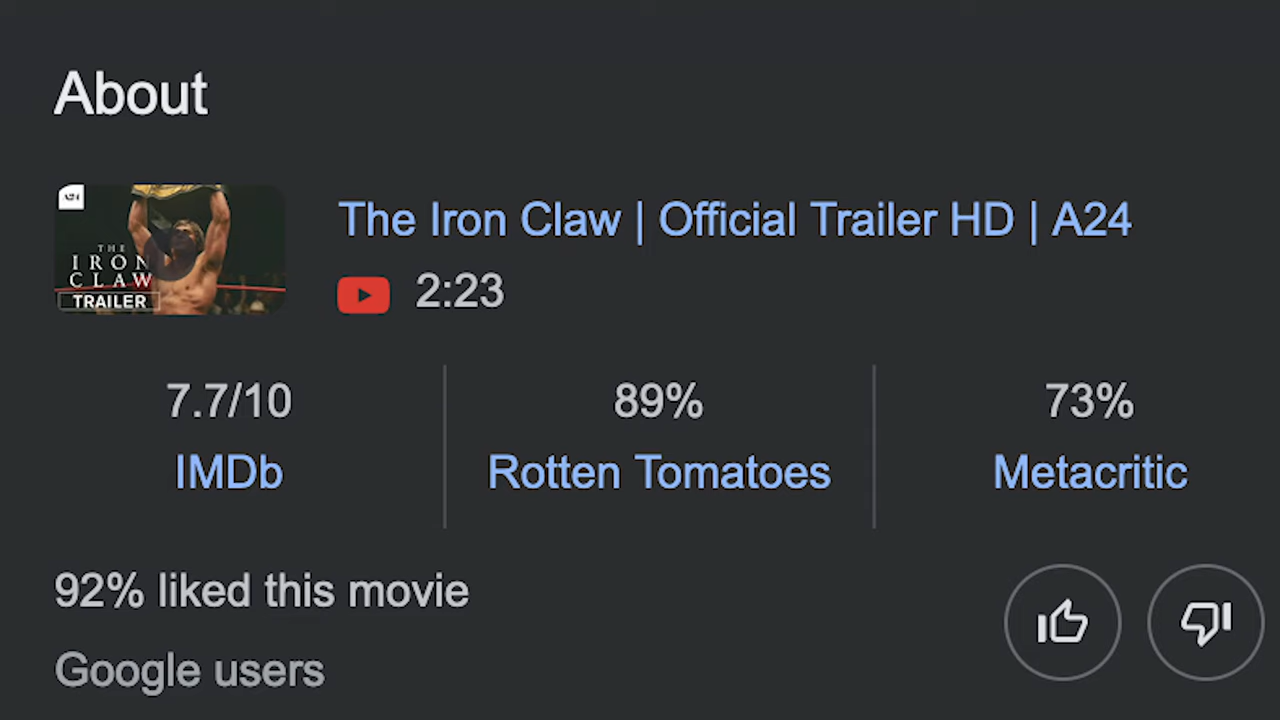 About
THE
IRON
CLAW
TRAILER
The Iron Claw | Official Trailer HD | A24
2:23
7.7/10
89%
73%
IMDb
Rotten Tomatoes
Metacritic
92% liked this movie
Google users